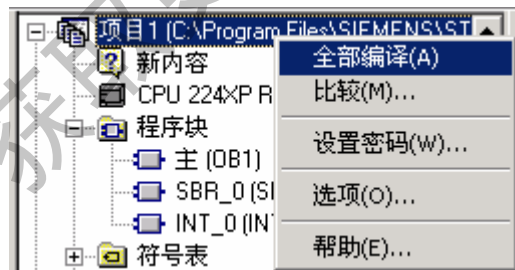 项目1 (C:\Program Files\SIEMENS\ST
新内容
CPU 224XP R
程序块
主 (OB1)
SBR_0 (S
INT_0 (IN
符号表
全部编译(A)
比较(M)...
设置密码(W)...
选项(O)...
帮助(E)...